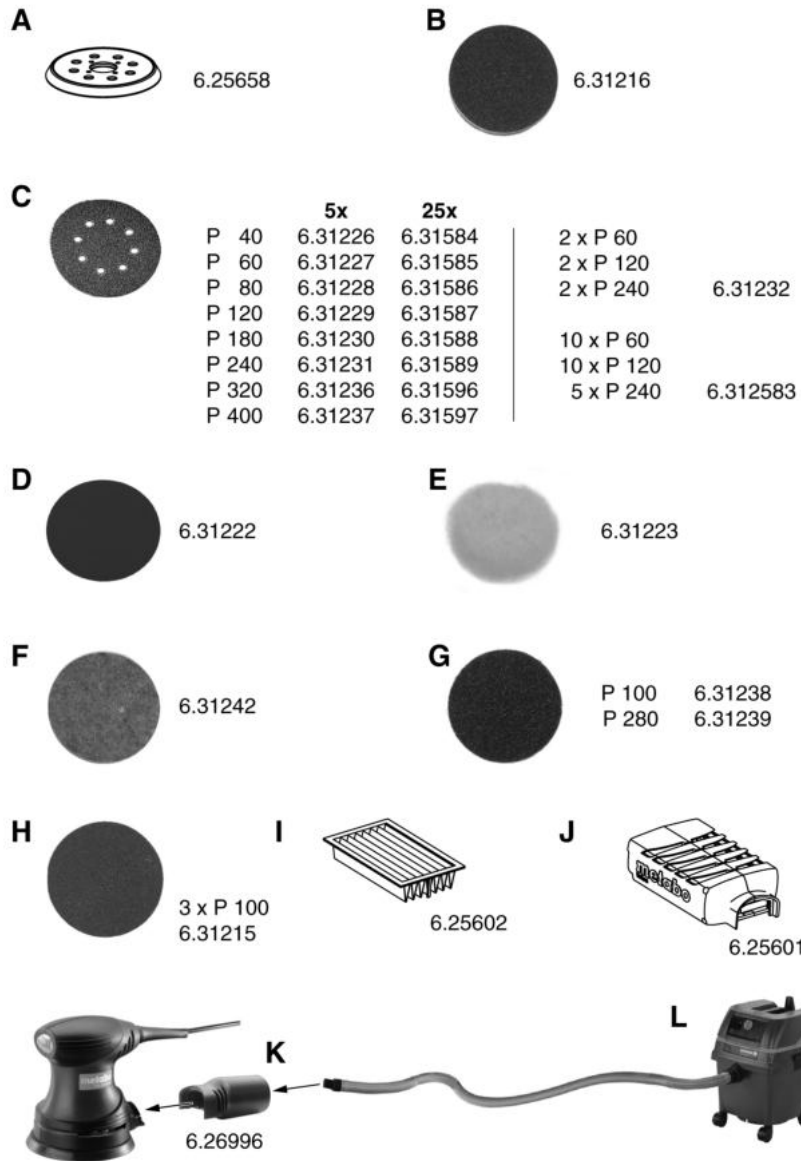 A
6.25658
B
6.31216
C
5x 25x
P 40 6.31226 6.31584
P 60 6.31227 6.31585
P 80 6.31228 6.31586
P 120 6.31229 6.31587
P 180 6.31230 6.31588
P 240 6.31231 6.31589
P 320 6.31236 6.31596
P 400 6.31237 6.31597
2 x P 60
2 x P 120
2 x P 240 6.31232
10 x P 60
10 x P 120
5 x P 240 6.312583
D
6.31222
E
6.31223
F
6.31242
G
P 100 6.31238
P 280 6.31239
H
3 x P 100
6.31215
I
6.25602
J
metabo
6.25601
metabo
K
6.26996
L